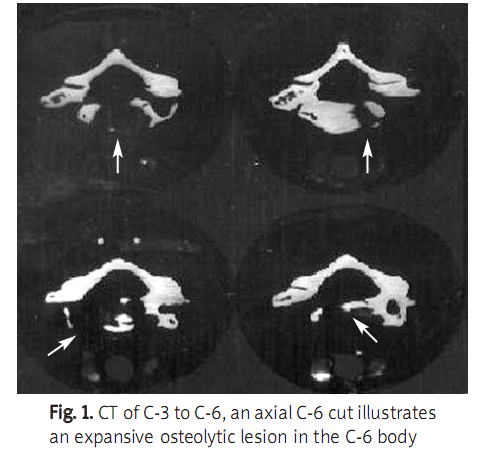 Fig. 1. CT of C-3 to C-6, an axial C-6 cut illustrates
an expansive osteolytic lesion in the C-6 body